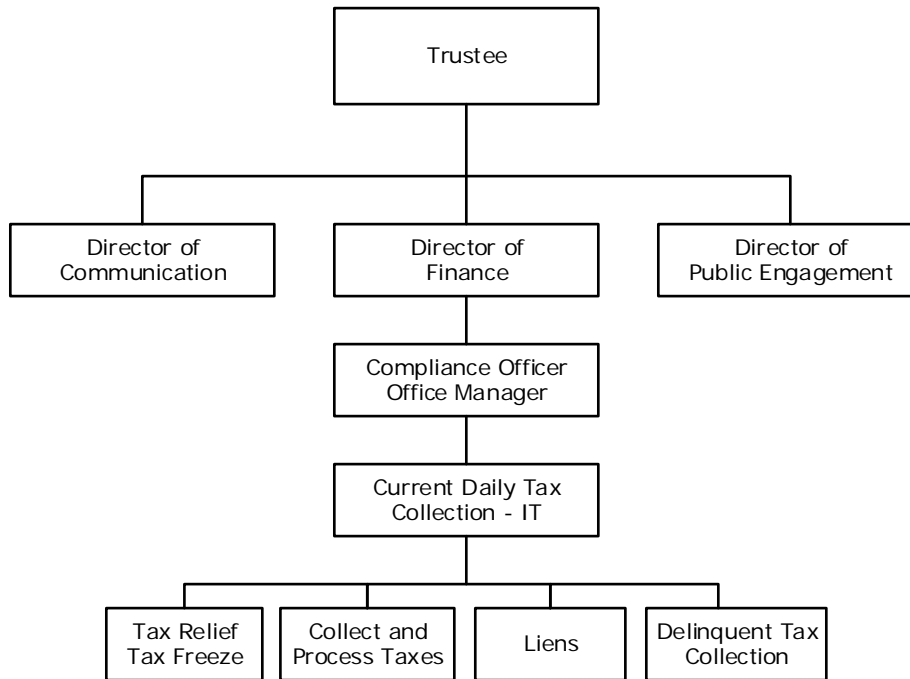 Trustee
Director of
Communication
Director of
Finance
Director of
Public Engagement
Compliance Officer
Office Manager
Current Daily Tax
Collection - IT
Tax Relief
Tax Freeze
Collect and
Process Taxes
Liens
Delinquent Tax
Collection